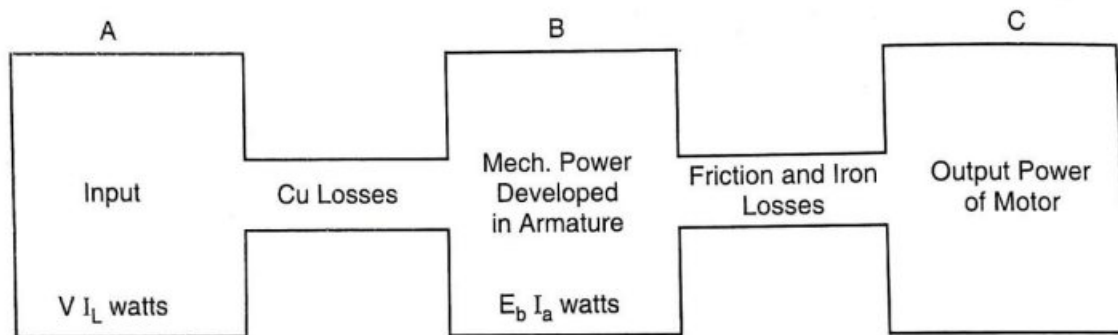 A
B
C
Input
V I_L watts
Cu Losses
Mech. Power
Developed
in Armature
E_b I_a watts
Friction and Iron
Losses
Output Power
of Motor